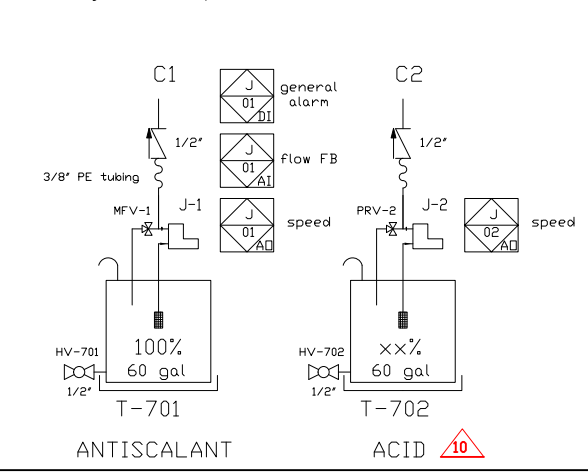 C1
J
01
DI
general
alarm
C2
1/2"
J
01
AI
flow FB
1/2"
3/8" PE tubing
MFV-1
J-1
J
01
AO
speed
PRV-2
J-2
J
02
AO
speed
100%
60 gal
xx%
60 gal
HV-701
1/2"
HV-702
1/2"
T-701
T-702
ANTISCALANT
ACID
10